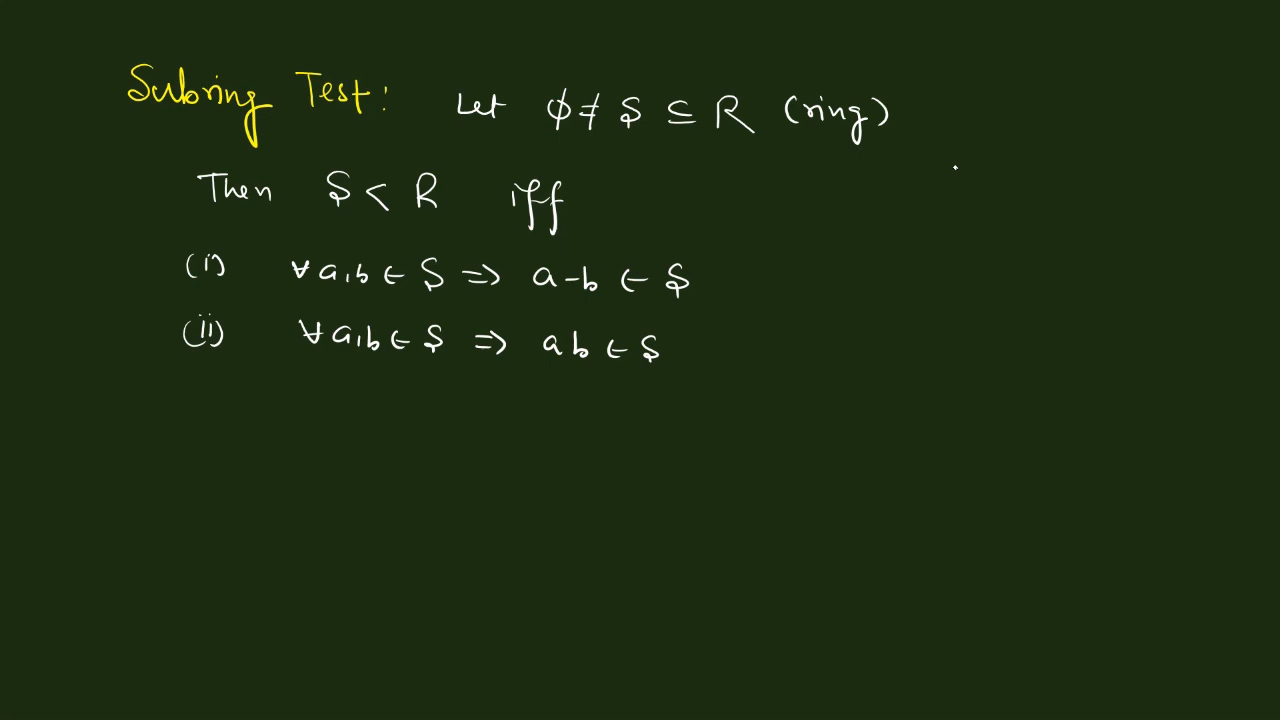 Subring Test: Let ϕ ≠ S ⊆ R (ring)
Then S < R iff
(i) ∀ a, b ∈ S ⇒ a - b ∈ S
(ii) ∀ a, b ∈ S ⇒ ab ∈ S